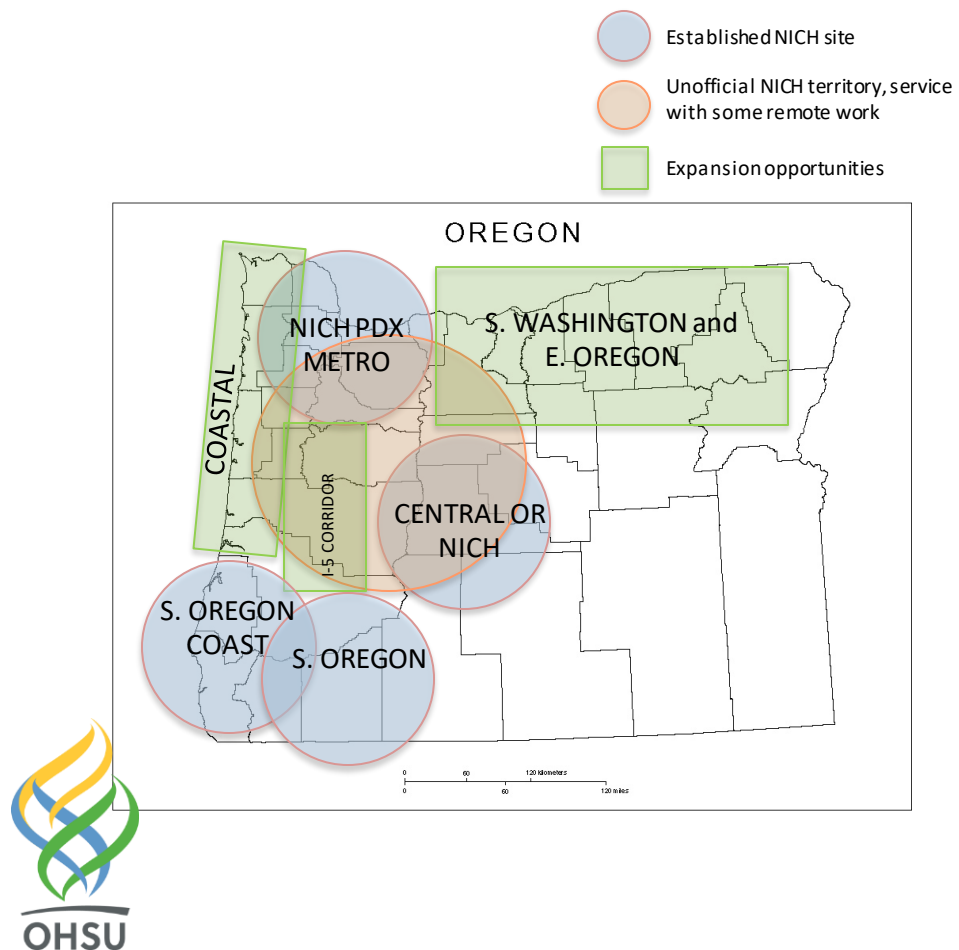 Established NICH site
Unofficial NICH territory, service
with some remote work
Expansion opportunities
OREGON
NICH PDX
METRO
S. WASHINGTON and
E. OREGON
COASTAL
I-5 CORRIDOR
CENTRAL OR
NICH
S. OREGON
COAST
S. OREGON
0 60 120 kilometers
0 60 120 miles
OHSU